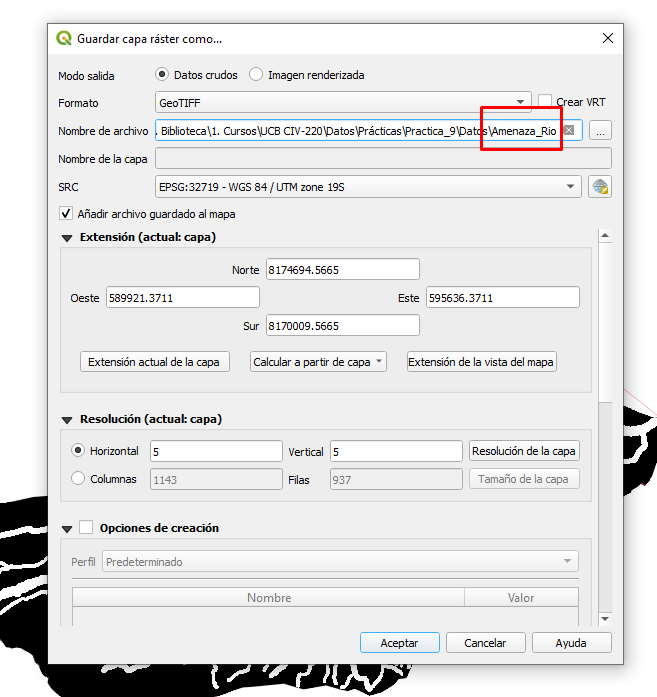 Guardar capa ráster como...
Modo salida Datos crudos Imagen renderizada
Formato GeoTIFF Crear VRT
Nombre de archivo . Biblioteca\1. Cursos\UCB CIV-220\Datos\Prácticas\Practica_9\Datos\Amenaza_Rio ...
Nombre de la capa
SRC EPSG:32719 - WGS 84 / UTM zone 19S
Añadir archivo guardado al mapa
Extensión (actual: capa)
Norte 8174694.5665
Oeste 589921.3711 Este 595636.3711
Sur 8170009.5665
Extensión actual de la capa Calcular a partir de capa Extensión de la vista del mapa
Resolución (actual: capa)
Horizontal 5 Vertical 5 Resolución de la capa
Columnas 1143 Filas 937 Tamaño de la capa
Opciones de creación
Perfil Predeterminado
Nombre Valor
Aceptar Cancelar Ayuda